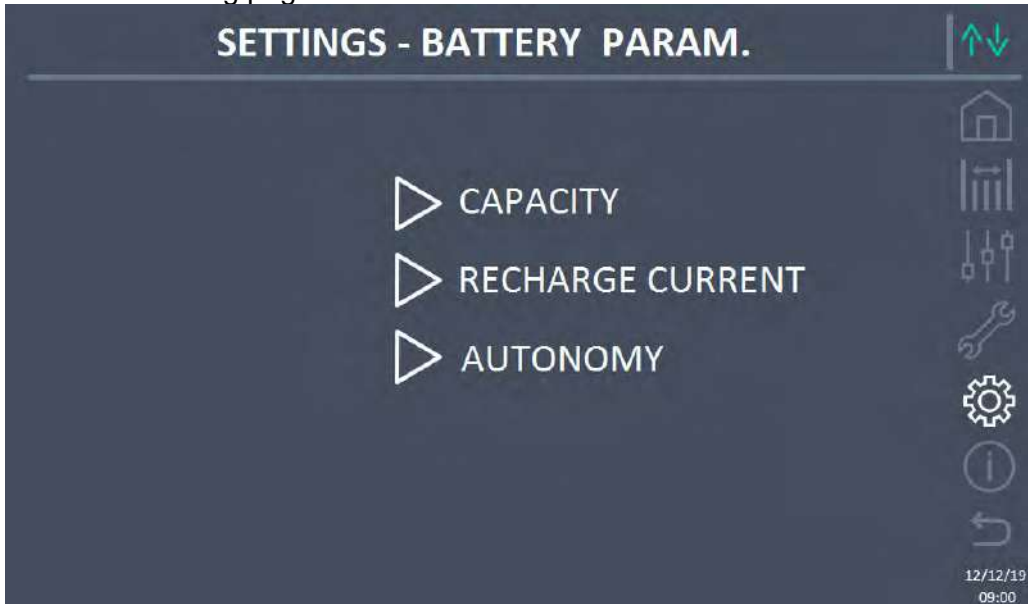 SETTINGS - BATTERY PARAM.
CAPACITY
RECHARGE CURRENT
AUTONOMY
12/12/19
09:00